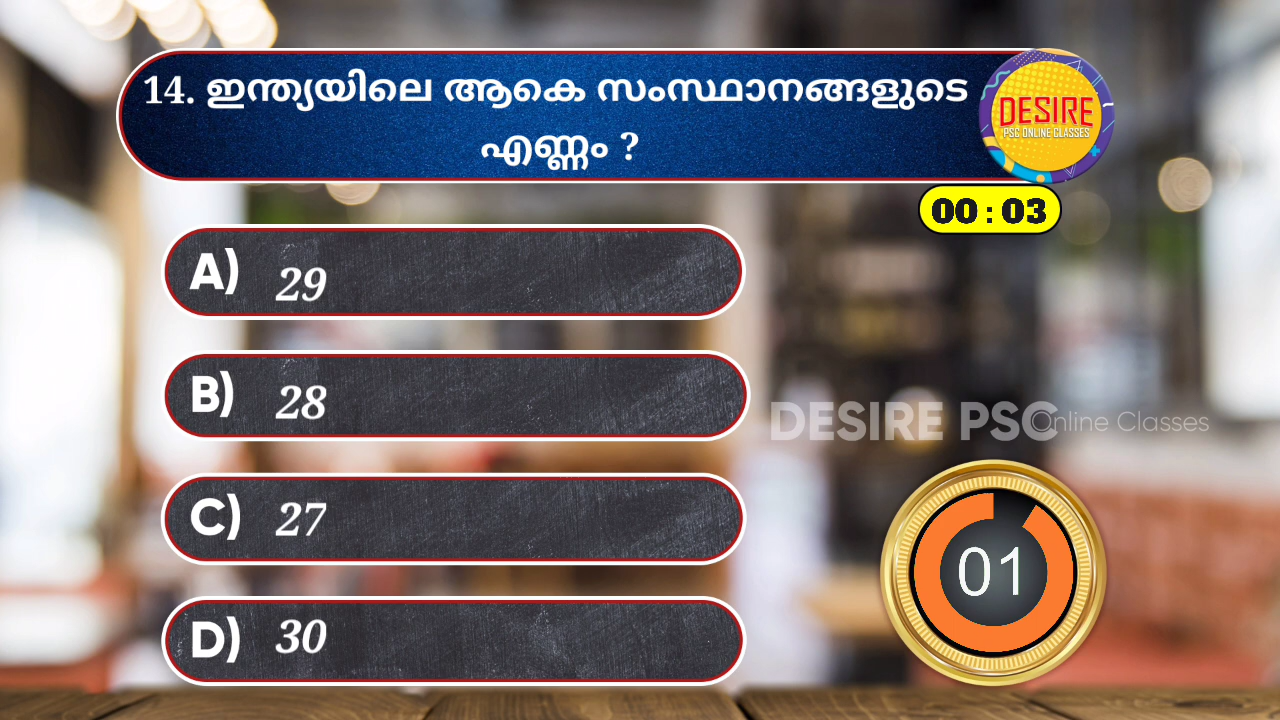 14. ഇന്ത്യയിലെ ആകെ സംസ്ഥാനങ്ങളുടെ
എണ്ണം ?
DESIRE
PSC ONLINE CLASSES
00 : 03
A) 29
B) 28
DESIRE PSC Online Classes
C) 27
01
D) 30